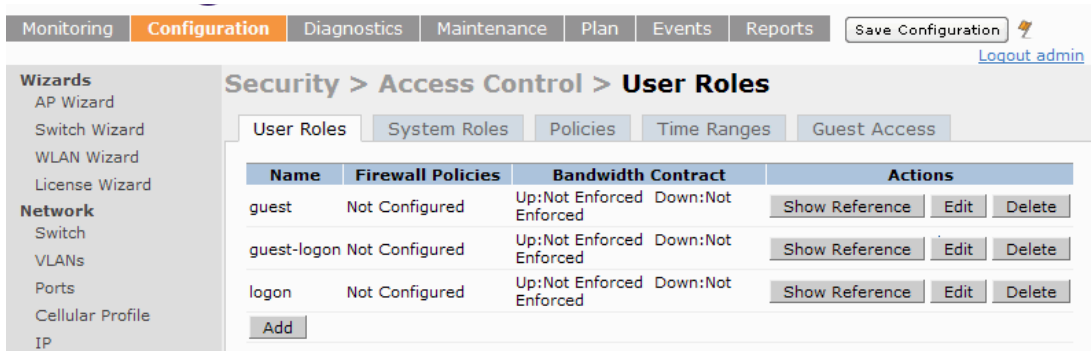 Monitoring Configuration Diagnostics Maintenance Plan Events Reports Save Configuration
Logout admin
Wizards
AP Wizard
Switch Wizard
WLAN Wizard
License Wizard
Network
Switch
VLANs
Ports
Cellular Profile
IP
Security > Access Control > User Roles
User Roles System Roles Policies Time Ranges Guest Access
Name Firewall Policies Bandwidth Contract Actions
guest Not Configured Up:Not Enforced Down:Not Enforced Show Reference Edit Delete
guest-logon Not Configured Up:Not Enforced Down:Not Enforced Show Reference Edit Delete
logon Not Configured Up:Not Enforced Down:Not Enforced Show Reference Edit Delete
Add